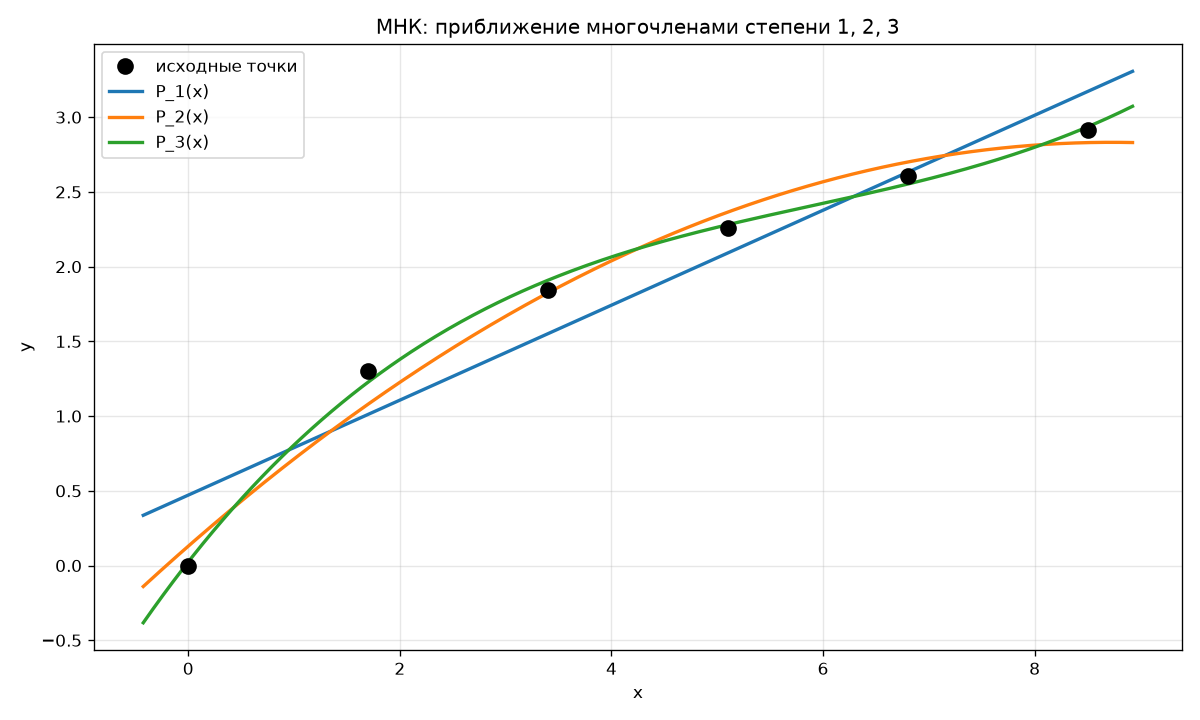 МНК: приближение многочленами степени 1, 2, 3
исходные точки
P_1(x)
P_2(x)
P_3(x)
3.0
2.5
2.0
1.5
1.0
0.5
0.0
−0.5
y
0 2 4 6 8
x